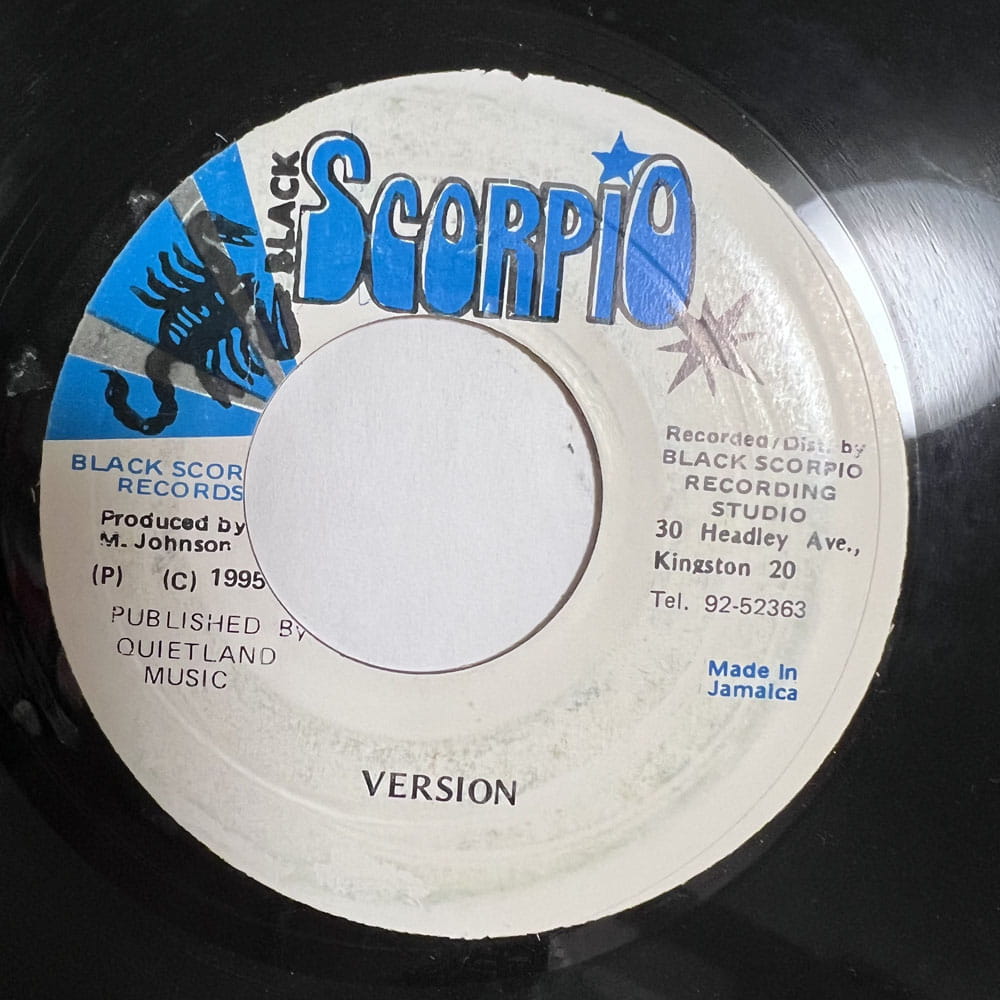 BLACK
SCORPiO
BLACK SCOR
RECORDS
Produced by
M. Johnson
(P) (C) 1995
PUBLISHED BY
QUIETLAND
MUSIC
Recorded/Dist. by
BLACK SCORPIO
RECORDING
STUDIO
30 Headley Ave.,
Kingston 20
Tel. 92-52363
Made In
Jamaica
VERSION